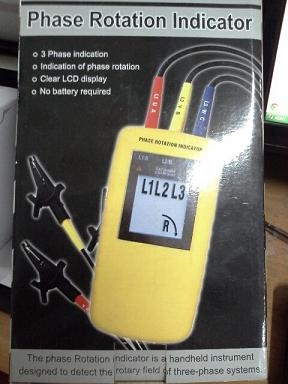 Phase Rotation Indicator
3 Phase indication
Indication of phase rotation
Clear LCD display
No battery required
PHASE ROTATION INDICATOR
L1L2L3
R
The phase Rotation indicator is a handheld instrument
designed to detect the rotary field of three-phase systems.